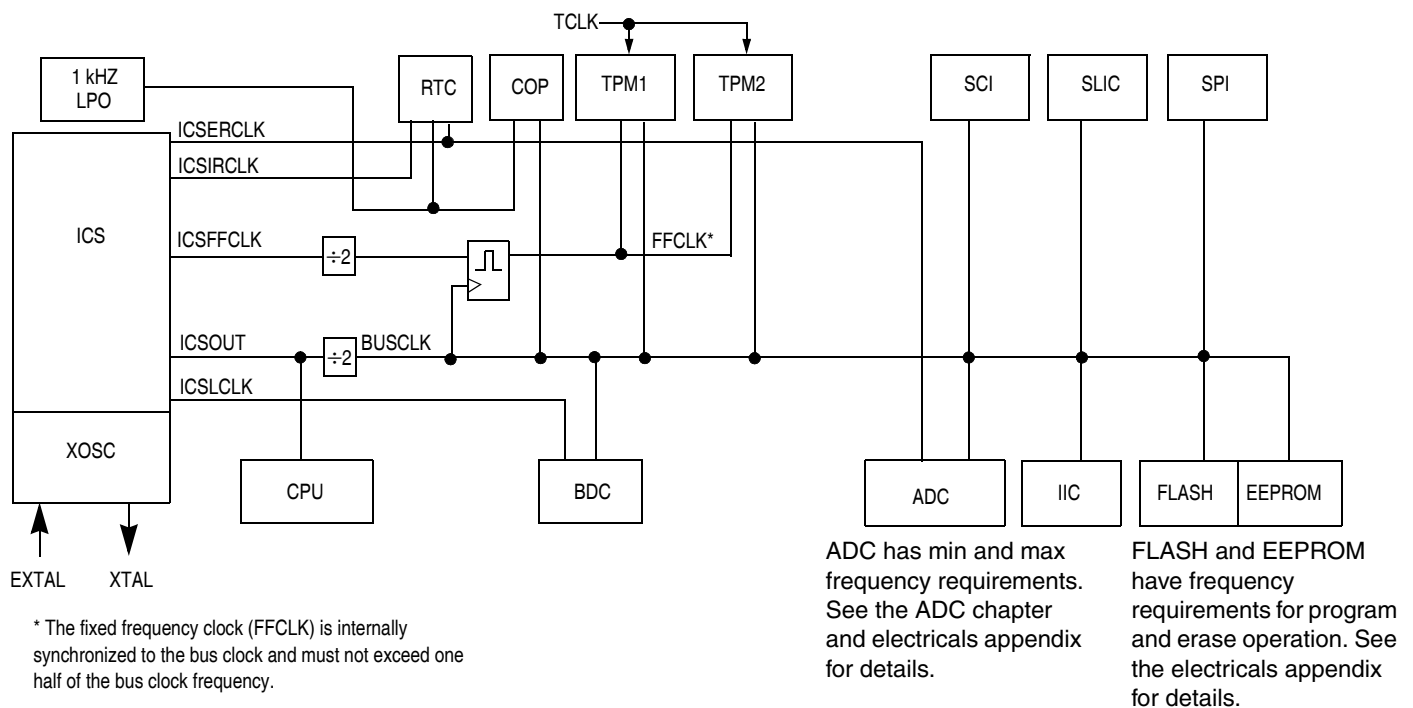 TCLK
1 kHZ
LPO
RTC
COP
TPM1
TPM2
SCI
SLIC
SPI
ICSERCLK
ICSIRCLK
ICS
ICSFFCLK
÷2
FFCLK*
ICSOUT
÷2
BUSCLK
ICSLCLK
XOSC
CPU
BDC
ADC
IIC
FLASH
EEPROM
EXTAL
XTAL
* The fixed frequency clock (FFCLK) is internally
synchronized to the bus clock and must not exceed one
half of the bus clock frequency.
ADC has min and max
frequency requirements.
See the ADC chapter
and electricals appendix
for details.
FLASH and EEPROM
have frequency
requirements for program
and erase operation. See
the electricals appendix
for details.